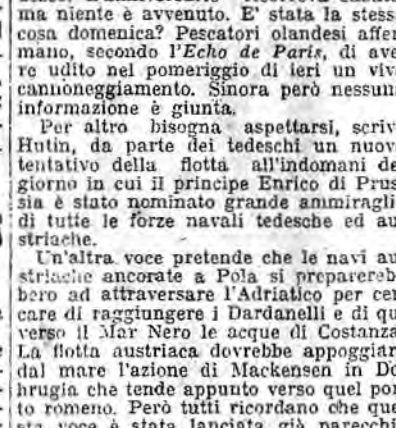 ma niente è avvenuto. E' stata la stess
cosa domenica? Pescatori olandesi affer
mano, secondo l'Echo de Paris, di ave
re udito nel pomeriggio di ieri un viv
cannoneggiamento. Sinora però nessun
informazione è giunta.
Per altro bisogna aspettarsi, scriv
Hutin, da parte dei tedeschi un nuov
tentativo della flotta all'indomani de
giorno in cui il principe Enrico di Prus
sia è stato nominato grande ammiragli
di tutte le forze navali tedesche ed au
striache.
Un'altra voce pretende che le navi au
striache ancorate a Pola si preparereb
bero ad attraversare l'Adriatico per cer
care di raggiungere i Dardanelli e di qu
verso il Mar Nero le acque di Costanza
La flotta austriaca dovrebbe appoggiar
dal mare l'azione di Mackensen in Do
brugia che tende appunto verso quel por
to romeno. Però tutti ricordano che que
sta voce è stata lanciata già parecchi